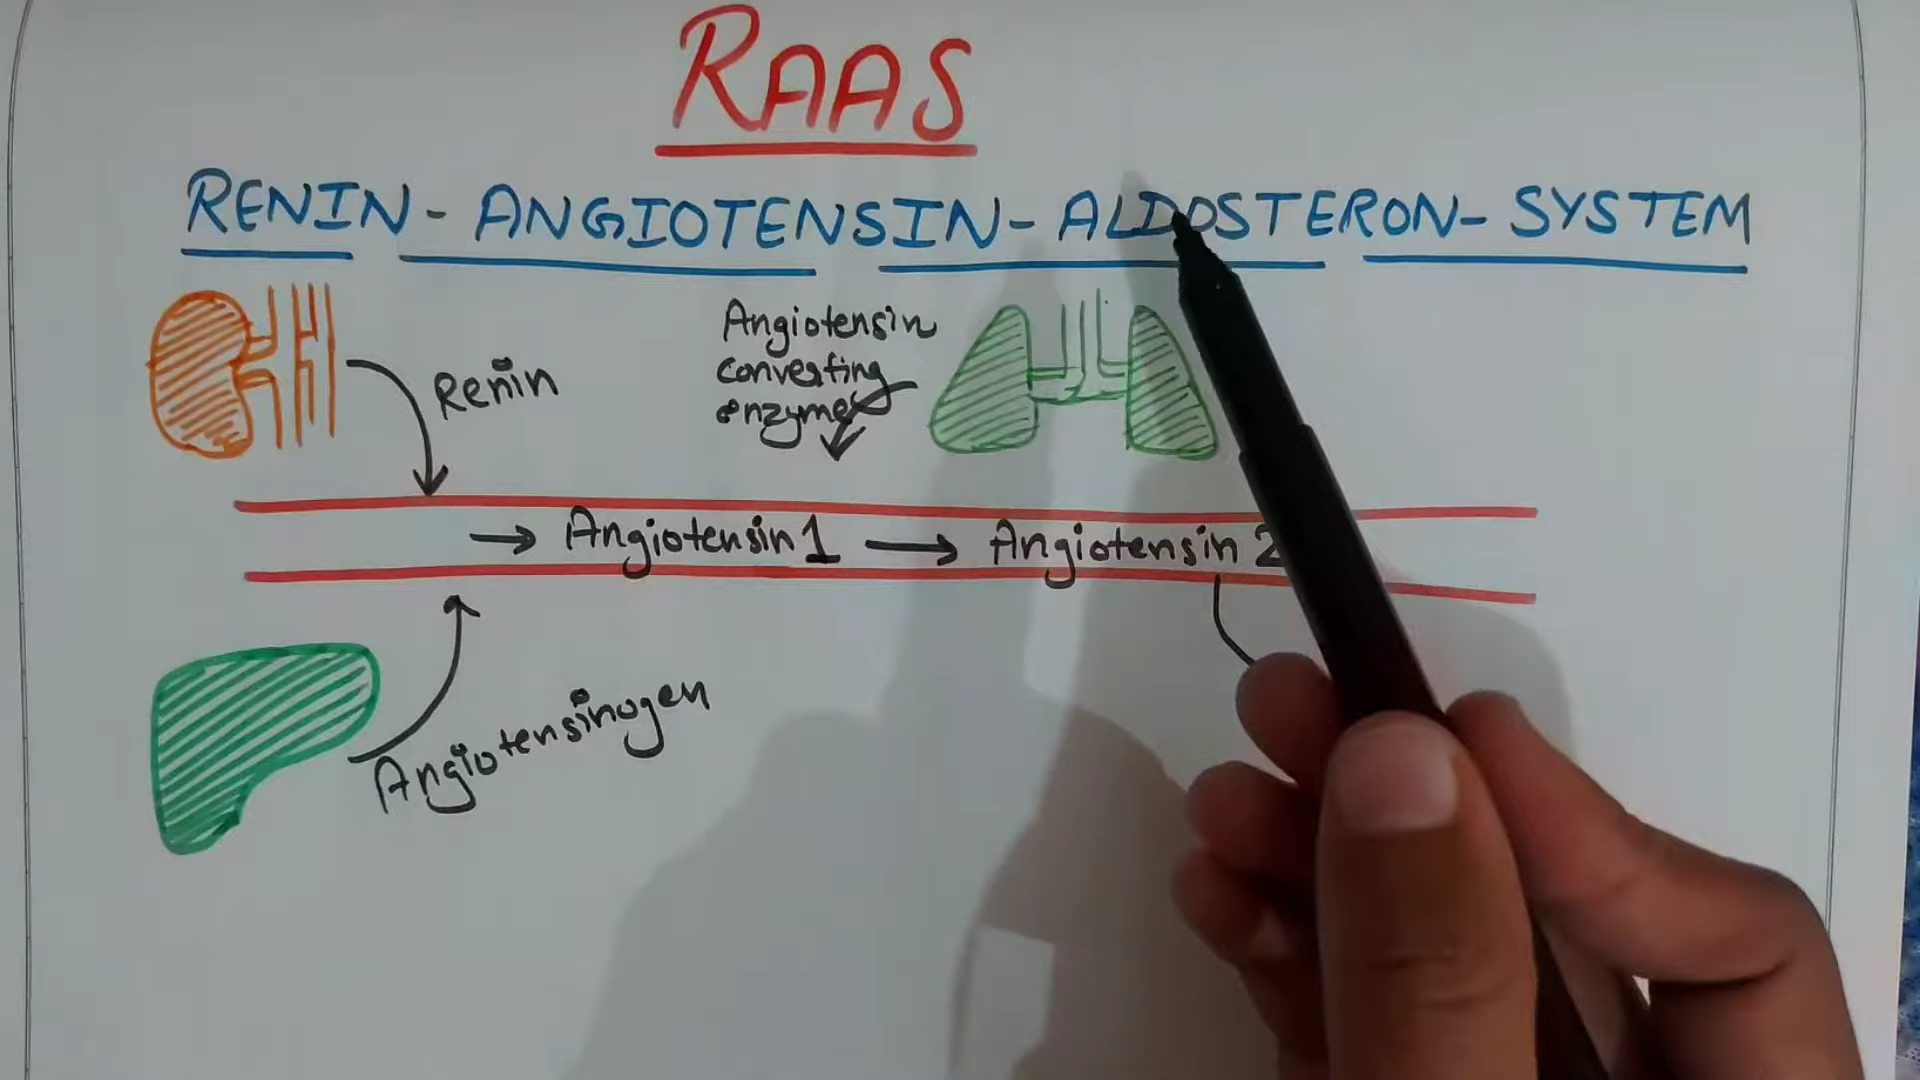 RAAS
RENIN - ANGIOTENSIN - ALDOSTERON - SYSTEM
Angiotensin
converting
enzyme
Renin
→ Angiotensin 1 → Angiotensin 2
Angiotensinogen